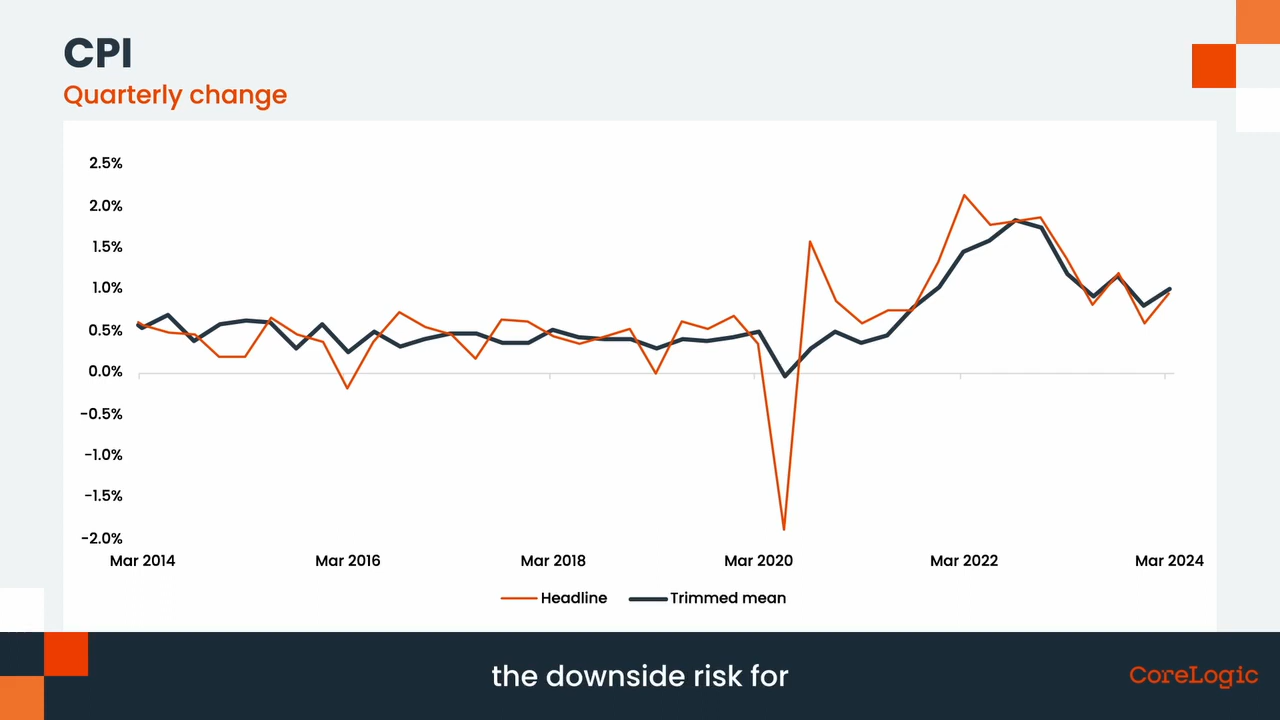 CPI
Quarterly change
2.5%
2.0%
1.5%
1.0%
0.5%
0.0%
−0.5%
−1.0%
−1.5%
−2.0%
Mar 2014 Mar 2016 Mar 2018 Mar 2020 Mar 2022 Mar 2024
Headline Trimmed mean
the downside risk for
CoreLogic